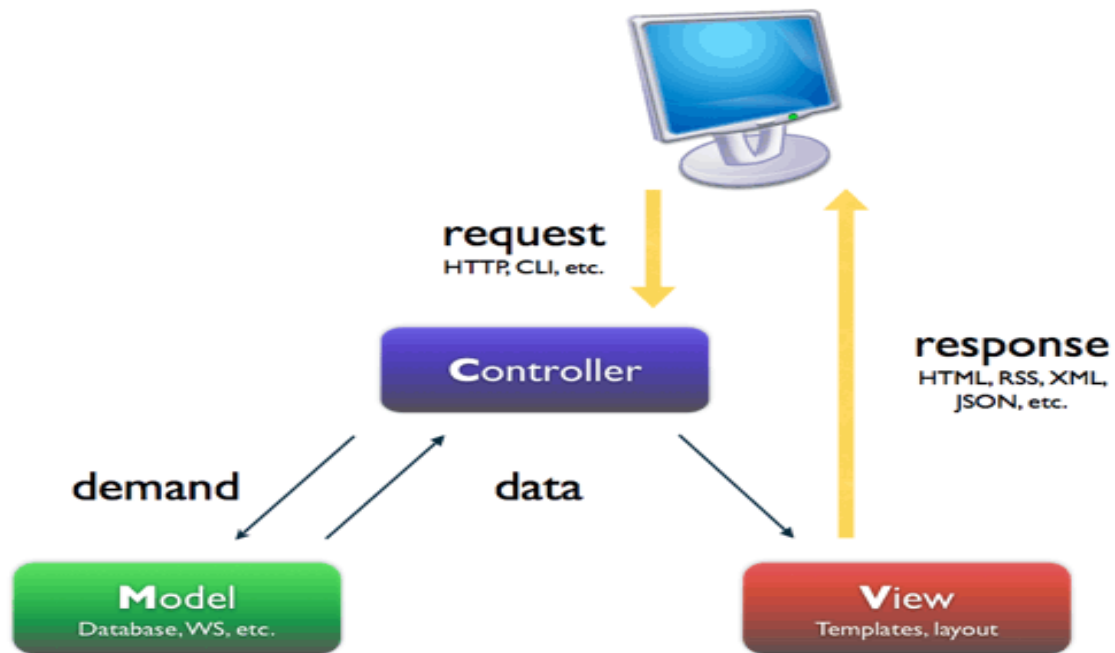 request
HTTP, CLI, etc.
Controller
response
HTML, RSS, XML,
JSON, etc.
demand
data
Model
Database, WS, etc.
View
Templates, layout